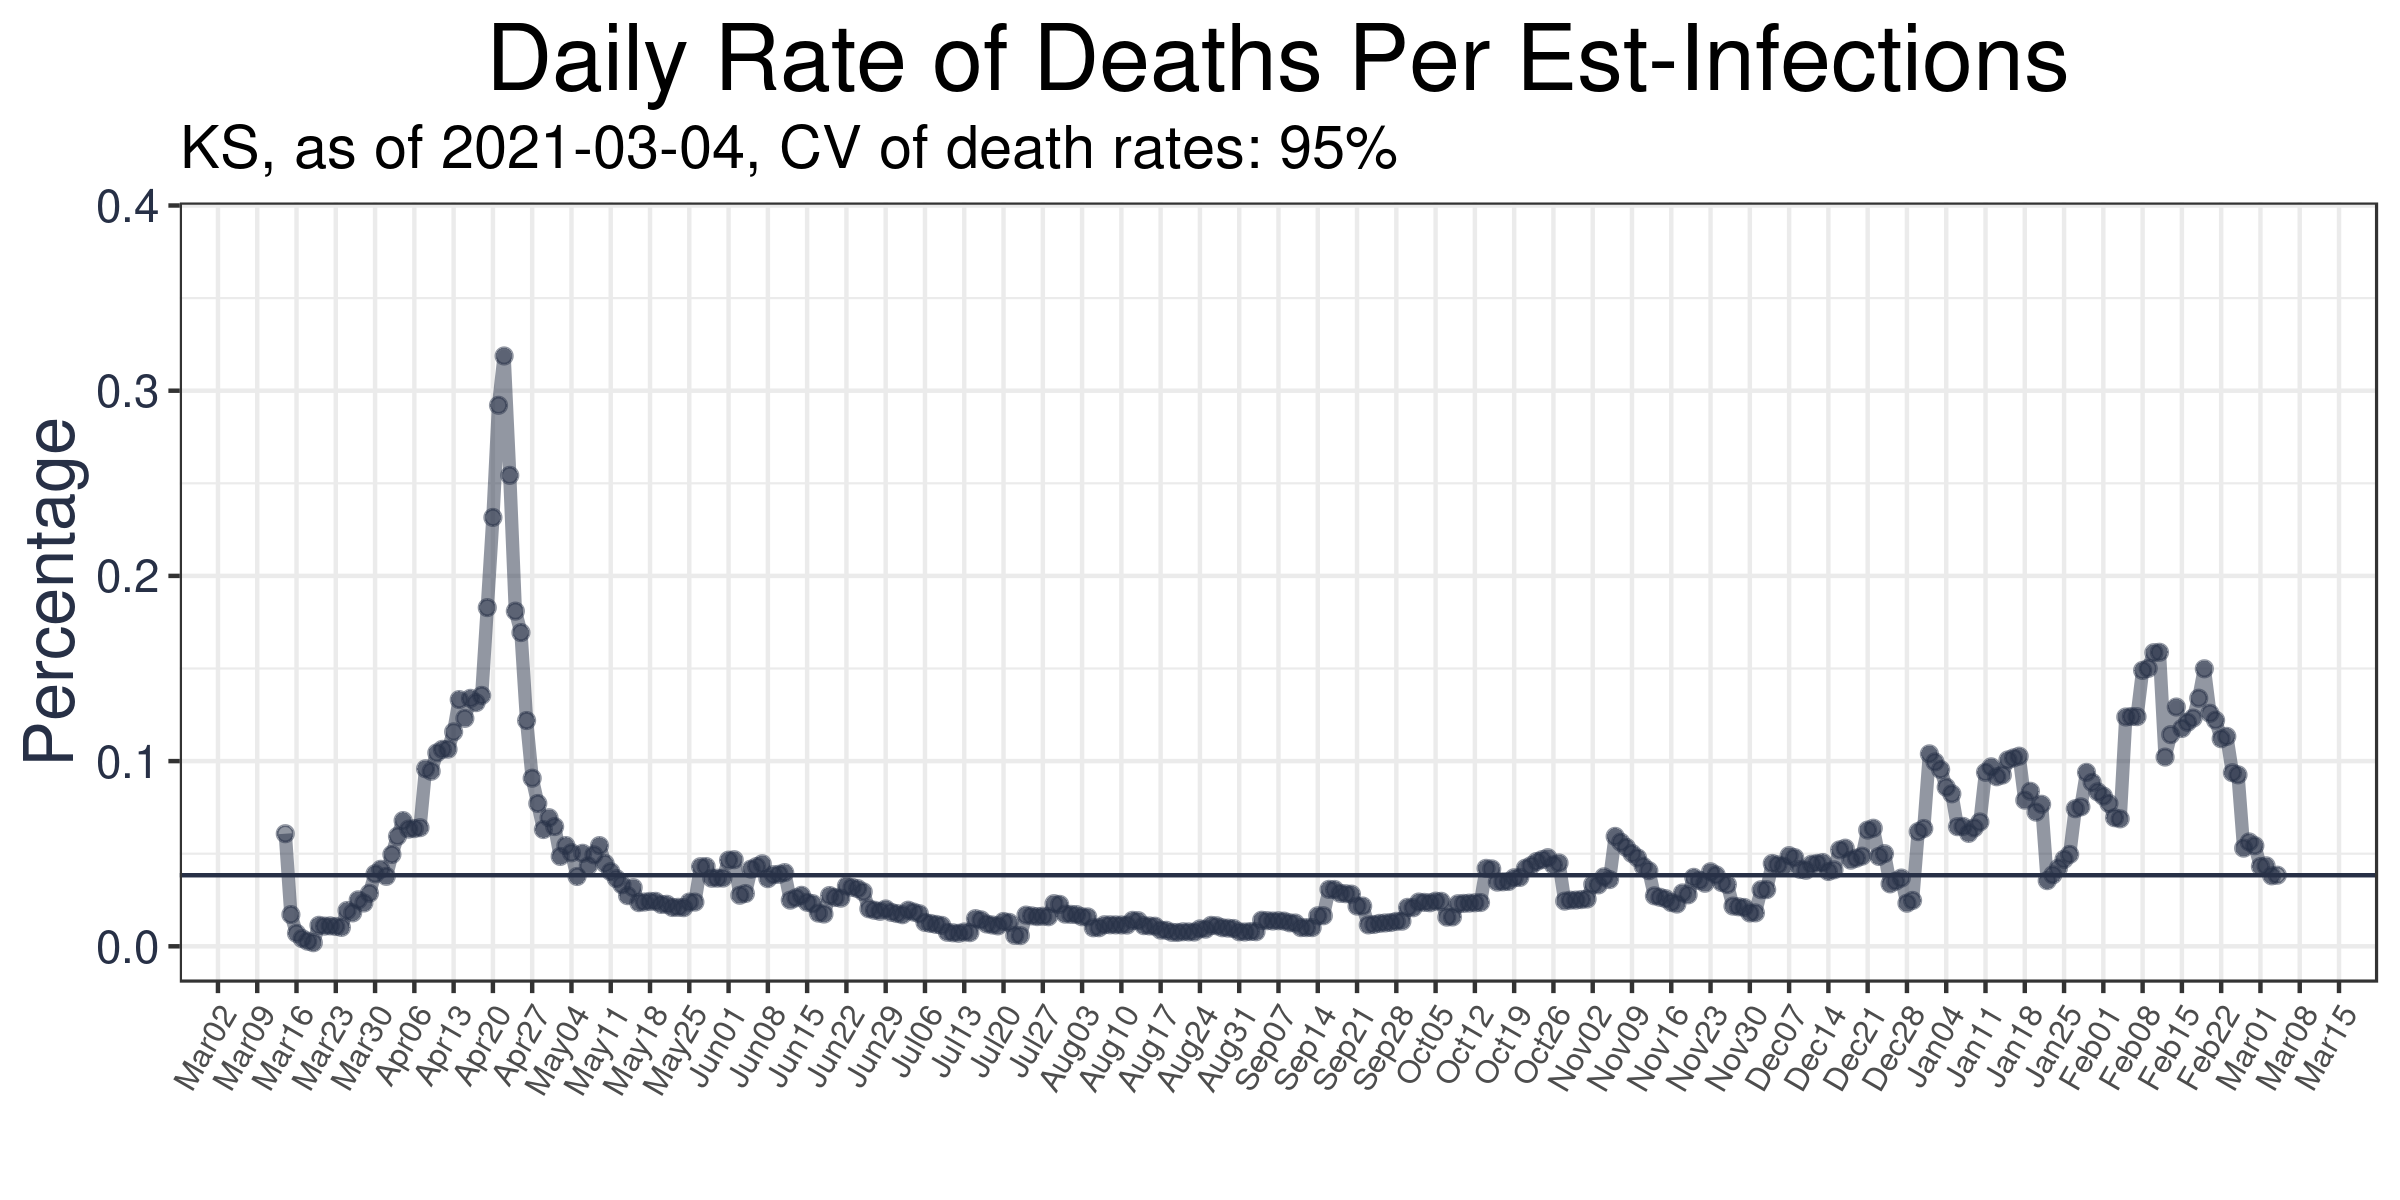 Daily Rate of Deaths Per Est-Infections
KS, as of 2021-03-04, CV of death rates: 95%
Percentage
0.4
0.3
0.2
0.1
0.0
Mar02
Mar09
Mar16
Mar23
Mar30
Apr06
Apr13
Apr20
Apr27
May04
May11
May18
May25
Jun01
Jun08
Jun15
Jun22
Jun29
Jul06
Jul13
Jul20
Jul27
Aug03
Aug10
Aug17
Aug24
Aug31
Sep07
Sep14
Sep21
Sep28
Oct05
Oct12
Oct19
Oct26
Nov02
Nov09
Nov16
Nov23
Nov30
Dec07
Dec14
Dec21
Dec28
Jan04
Jan11
Jan18
Jan25
Feb01
Feb08
Feb15
Feb22
Mar01
Mar08
Mar15